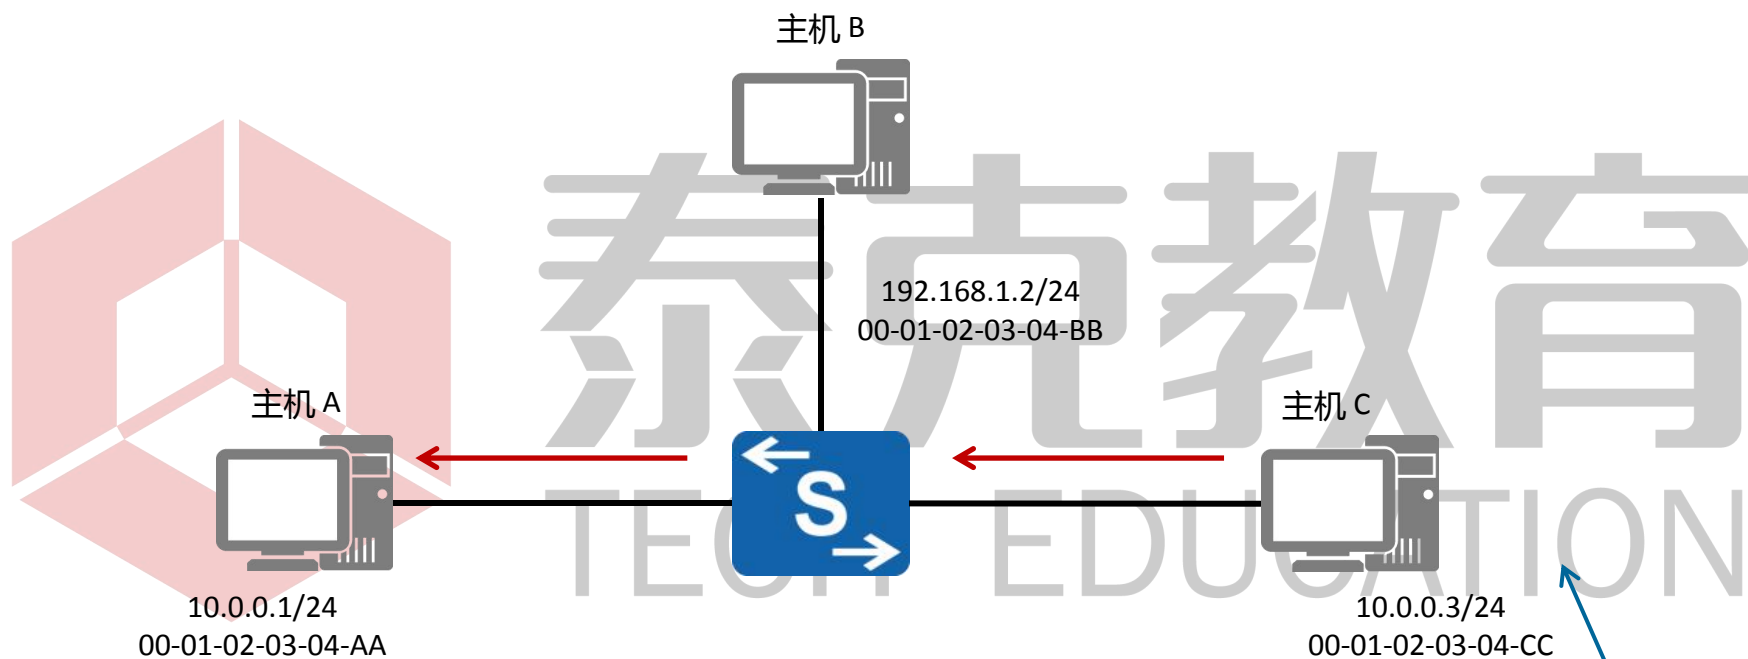 主机 B
192.168.1.2/24
00-01-02-03-04-BB
主机 A
主机 C
S
10.0.0.1/24
00-01-02-03-04-AA
10.0.0.3/24
00-01-02-03-04-CC
泰克教育
TECH EDUCATION